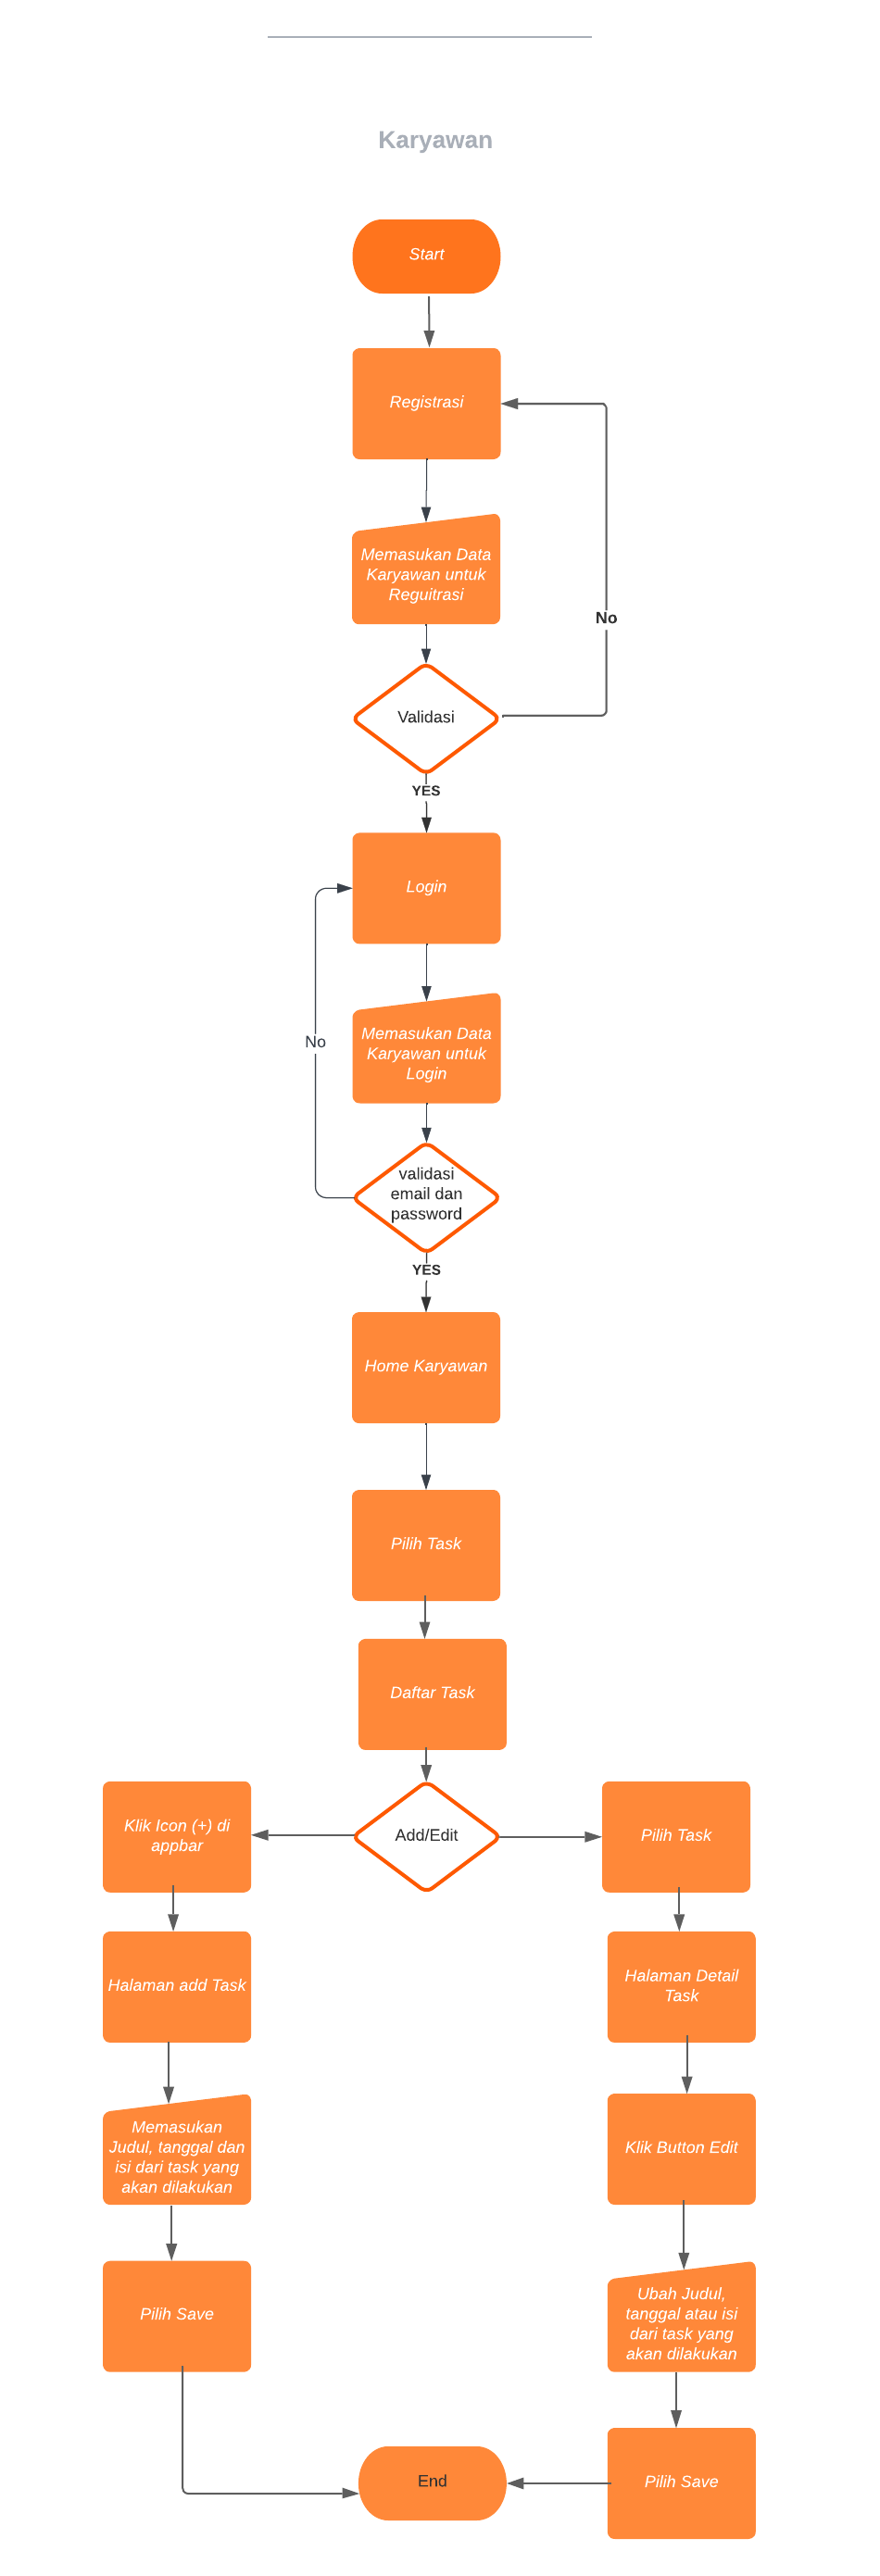 Karyawan
Start
Registrasi
Memasukan Data
Karyawan untuk
Reguitrasi
No
Validasi
YES
Login
No
Memasukan Data
Karyawan untuk
Login
validasi
email dan
password
YES
Home Karyawan
Pilih Task
Daftar Task
Add/Edit
Klik Icon (+) di
appbar
Halaman add Task
Memasukan
Judul, tanggal dan
isi dari task yang
akan dilakukan
Pilih Save
Pilih Task
Halaman Detail
Task
Klik Button Edit
Ubah Judul,
tanggal atau isi
dari task yang
akan dilakukan
Pilih Save
End